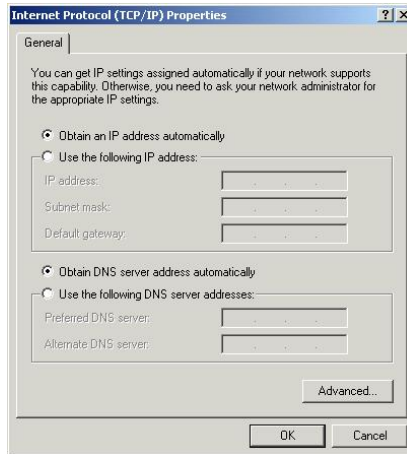 Internet Protocol (TCP/IP) Properties
General
You can get IP settings assigned automatically if your network supports
this capability. Otherwise, you need to ask your network administrator for
the appropriate IP settings.
Obtain an IP address automatically
Use the following IP address:
IP address:
Subnet mask:
Default gateway:
Obtain DNS server address automatically
Use the following DNS server addresses:
Preferred DNS server:
Alternate DNS server:
Advanced...
OK Cancel